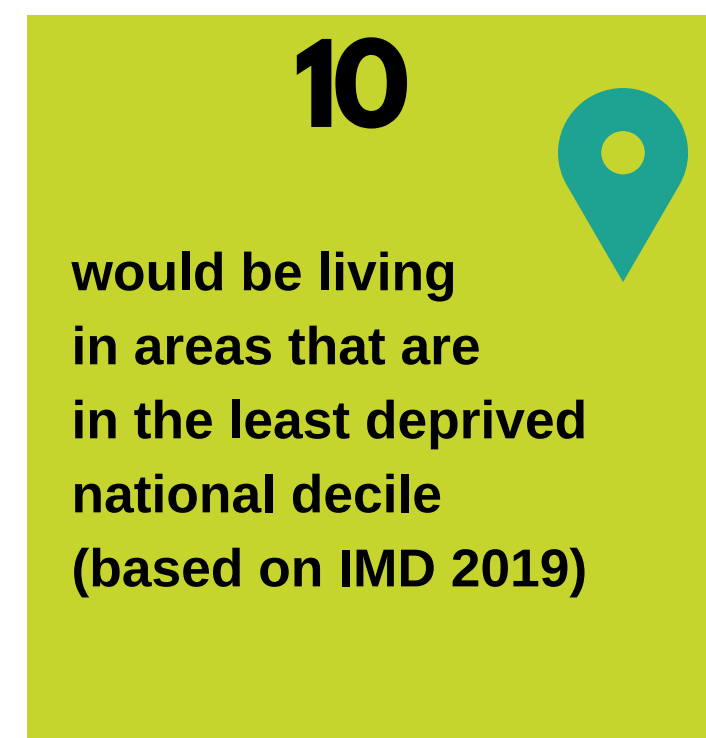 10
would be living
in areas that are
in the least deprived
national decile
(based on IMD 2019)